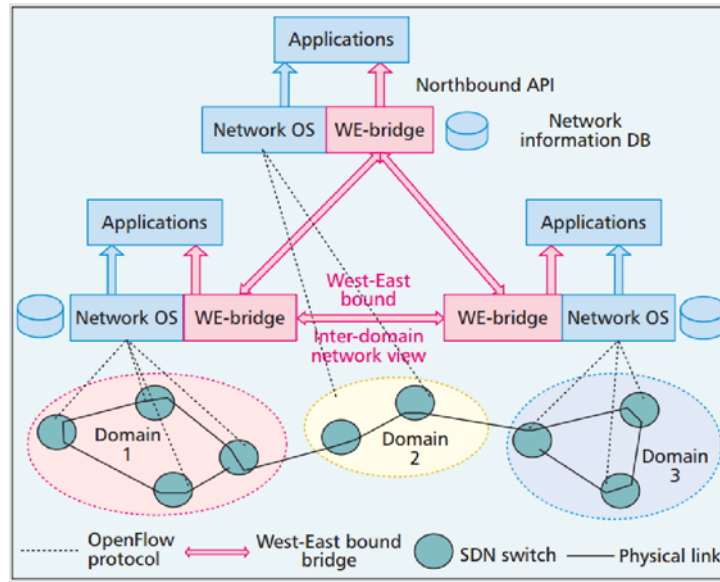 Applications
Northbound API
Network OS
WE-bridge
Network
information DB
Applications
Applications
West-East
bound
Network OS
WE-bridge
WE-bridge
Network OS
Inter-domain
network view
Domain
1
Domain
2
Domain
3
OpenFlow
protocol
West-East bound
bridge
SDN switch
Physical link